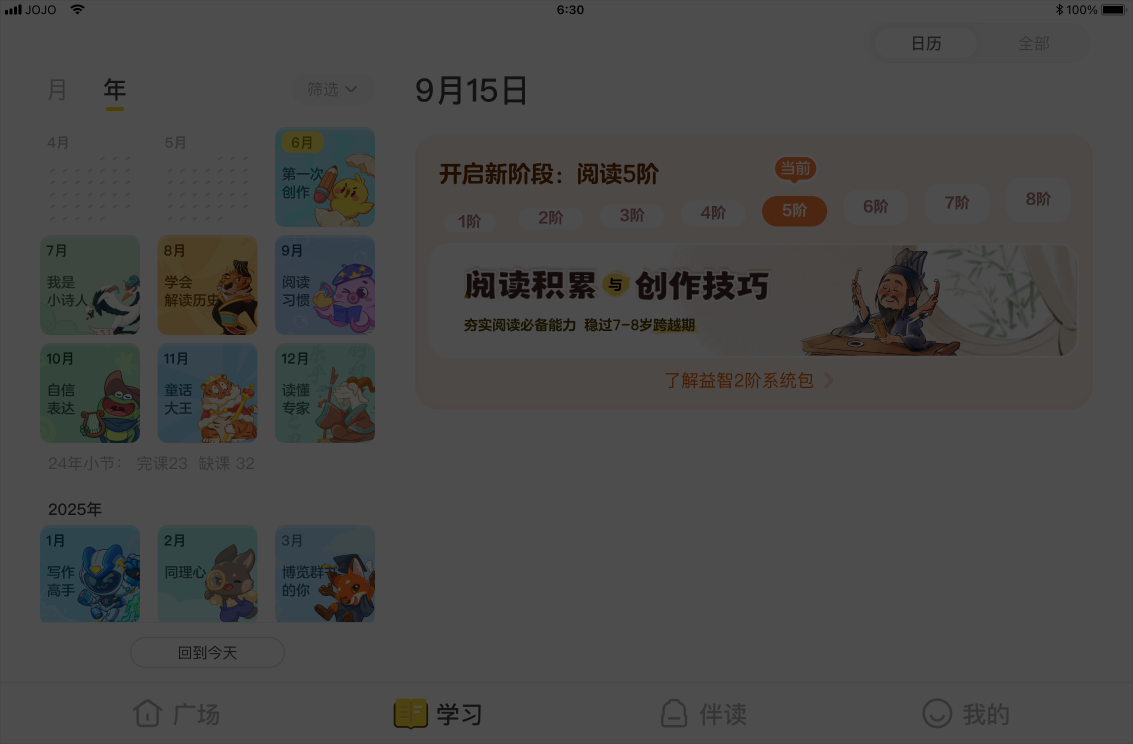 JOJO
6:30
100%
日历
全部
月
年
筛选
9月15日
4月
5月
6月
第一次
创作
7月
我是
小诗人
8月
学会
解读历史
9月
阅读
习惯
10月
自信
表达
11月
童话
大王
12月
读懂
专家
24年小节： 完课23 缺课 32
2025年
1月
写作
高手
2月
同理心
3月
博览群书
的你
回到今天
开启新阶段：阅读5阶
当前
1阶
2阶
3阶
4阶
5阶
6阶
7阶
8阶
阅读积累与创作技巧
夯实阅读必备能力 稳过7-8岁跨越期
了解益智2阶系统包
广场
学习
伴读
我的